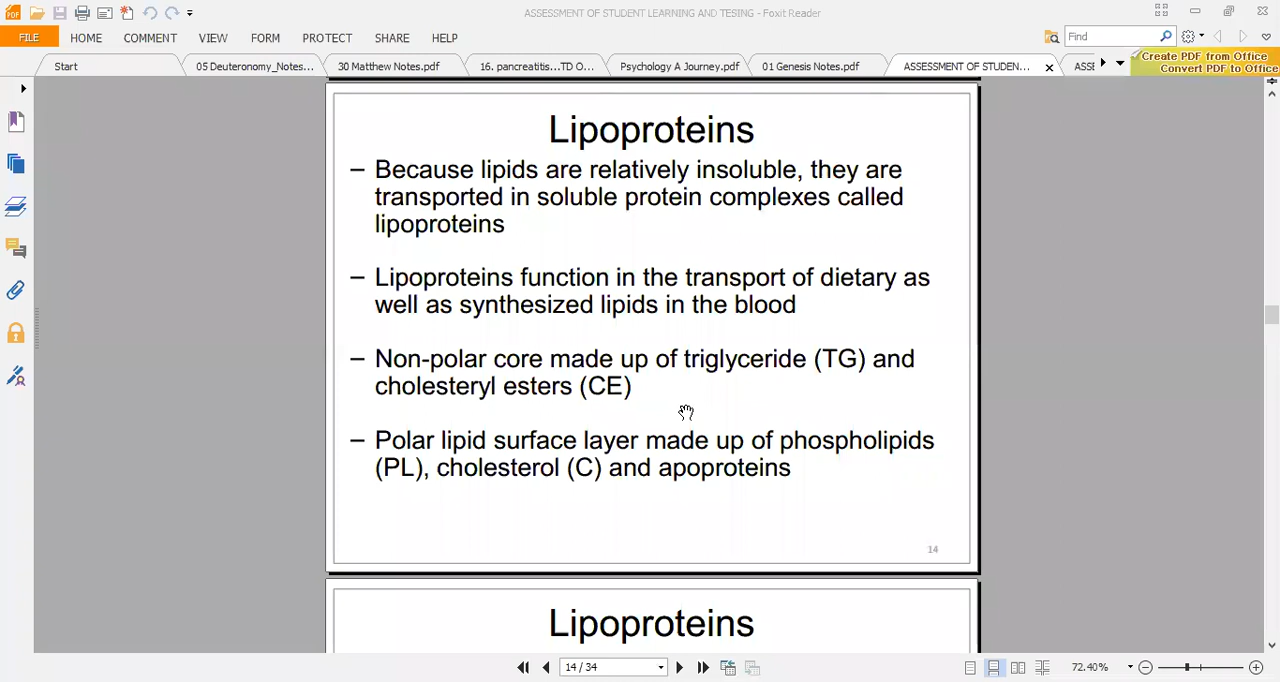 PDF
ASSESSMENT OF STUDENT LEARNING AND TESING - Foxit Reader
FILE HOME COMMENT VIEW FORM PROTECT SHARE HELP Find
Start 05 Deuteronomy_Notes... 30 Matthew Notes.pdf 16. pancreatitis...TD O... Psychology A Journey.pdf 01 Genesis Notes.pdf ASSESSMENT OF STUDEN... ASSE
Create PDF from Office
Convert PDF to Office
Lipoproteins
– Because lipids are relatively insoluble, they are
transported in soluble protein complexes called
lipoproteins
– Lipoproteins function in the transport of dietary as
well as synthesized lipids in the blood
– Non-polar core made up of triglyceride (TG) and
cholesteryl esters (CE)
– Polar lipid surface layer made up of phospholipids
(PL), cholesterol (C) and apoproteins
14
Lipoproteins
14 / 34 72.40%